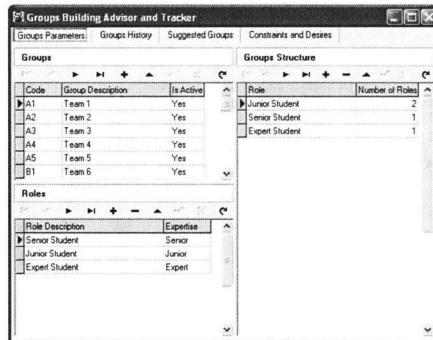 Groups Building Advisor and Tracker
Groups Parameters Groups History Suggested Groups Constraints and Desires
Groups
Code Group Description Is Active
A1 Team 1 Yes
A2 Team 2 Yes
A3 Team 3 Yes
A4 Team 4 Yes
A5 Team 5 Yes
B1 Team 6 Yes
Roles
Role Description Expertise
Senior Student Senior
Junior Student Junior
Expert Student Expert
Groups Structure
Role Number of Roles
Junior Student 2
Senior Student 1
Expert Student 1